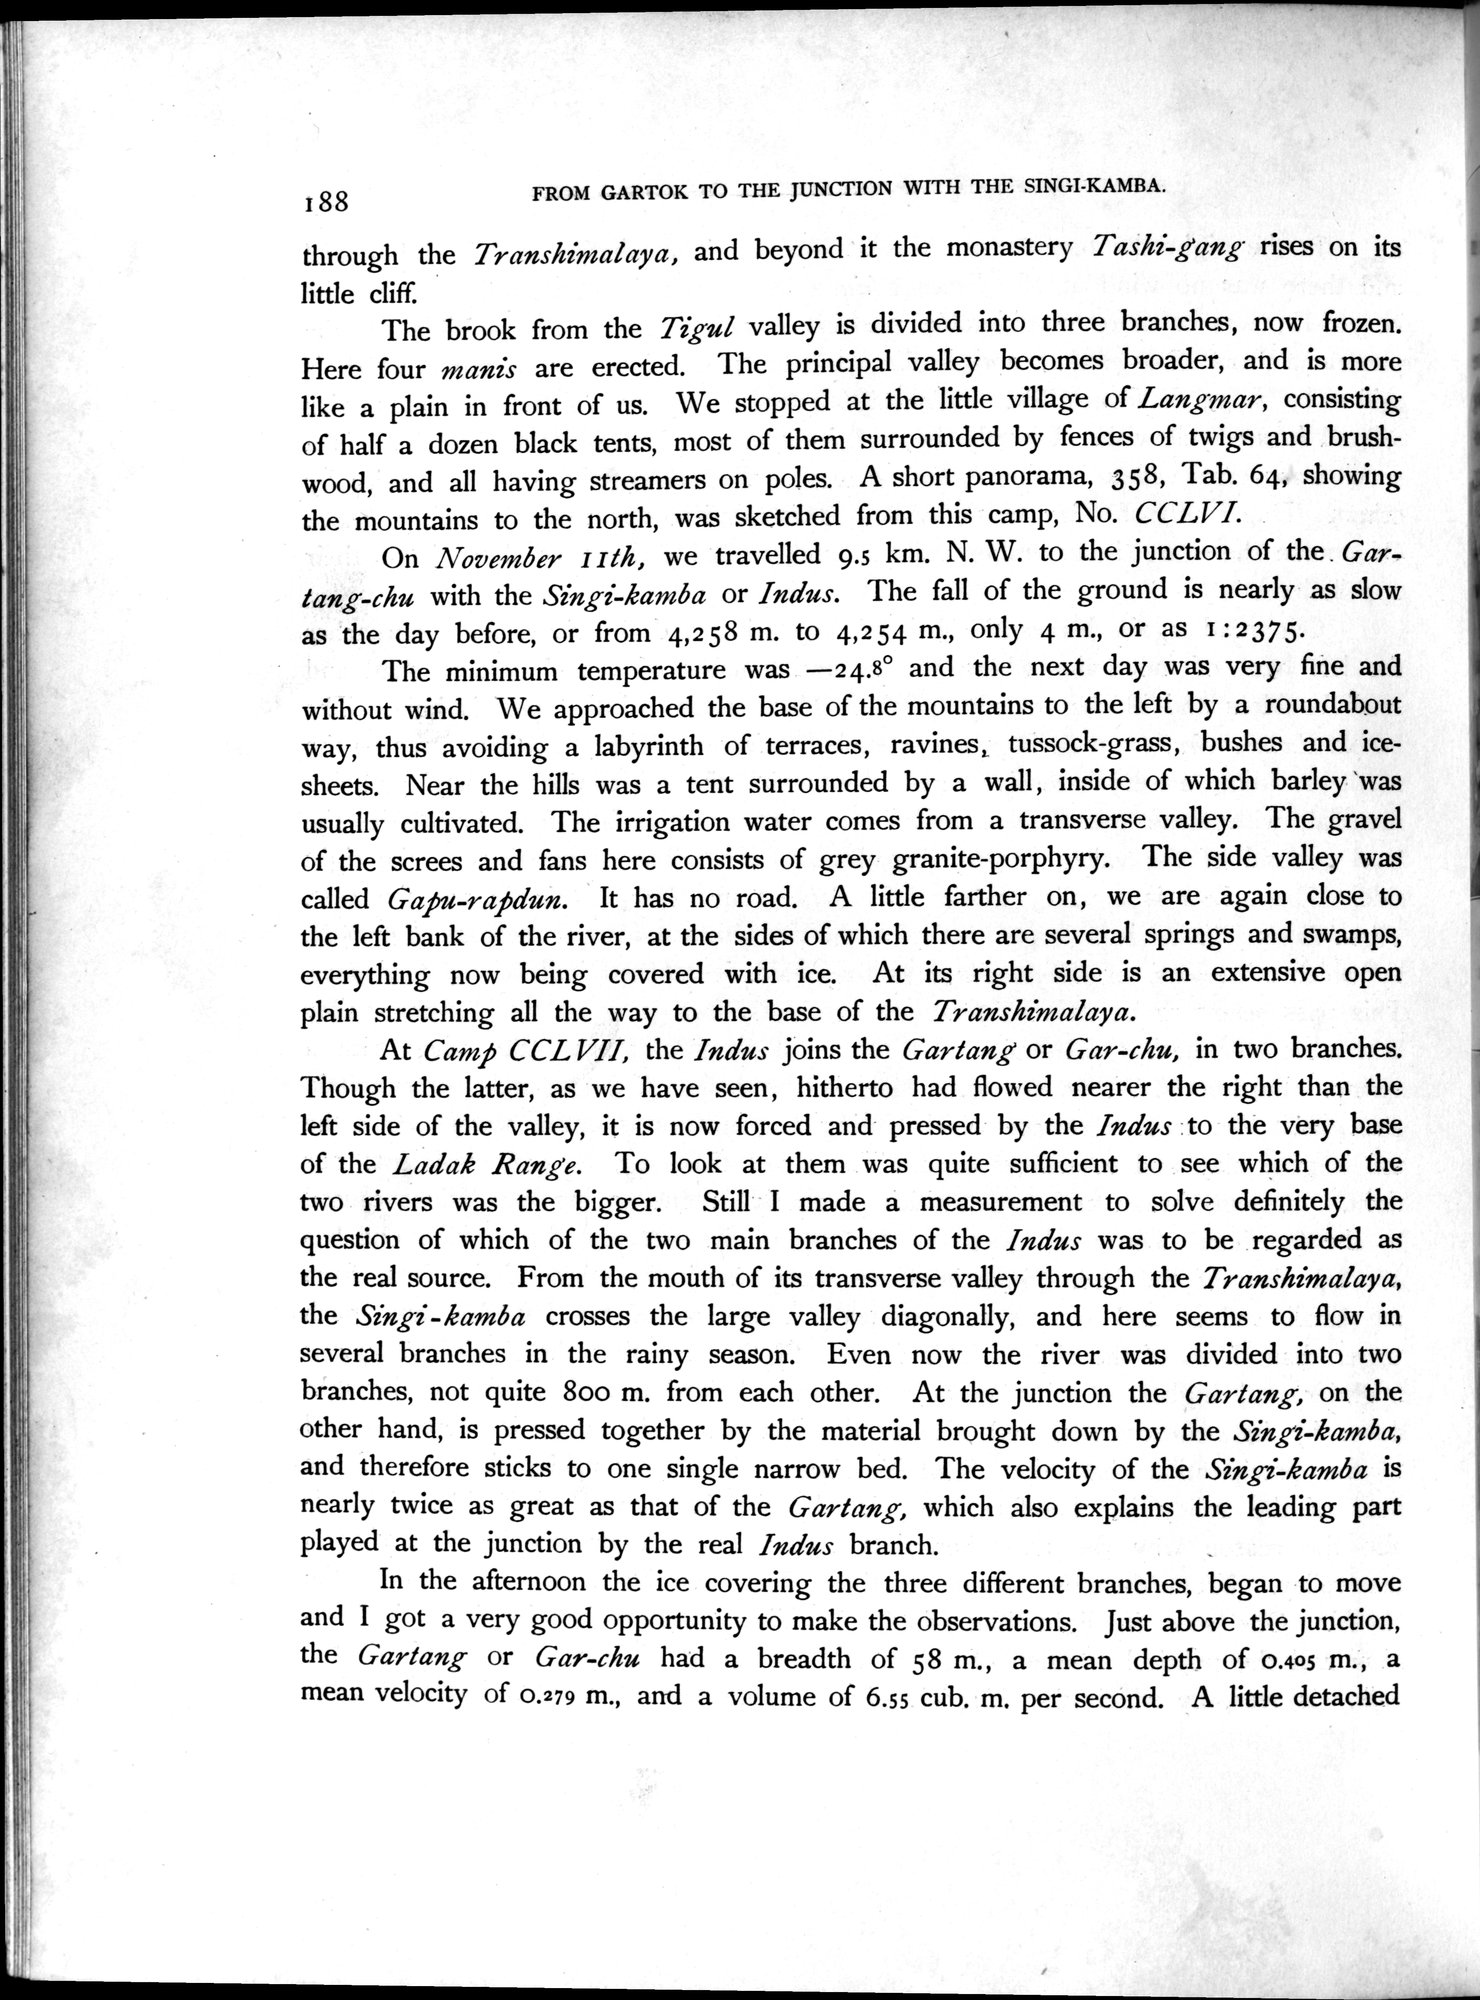 188
FROM GARTOK TO THE JUNCTION WITH THE SINGI-KAMBA.
through the Transhimalaya, and beyond it the monastery Tashi-gang rises on its
little cliff.
The brook from the Tigul valley is divided into three branches, now frozen.
Here four manis are erected. The principal valley becomes broader, and is more
like a plain in front of us. We stopped at the little village of Langmar, consisting
of half a dozen black tents, most of them surrounded by fences of twigs and brush-
wood, and all having streamers on poles. A short panorama, 358, Tab. 64, showing
the mountains to the north, was sketched from this camp, No. CCLVI.
On November 11th, we travelled 9.5 km. N. W. to the junction of the Gar-
tang-chu with the Singi-kamba or Indus. The fall of the ground is nearly as slow
as the day before, or from 4,258 m. to 4,254 m., only 4 m., or as 1:2375.
The minimum temperature was —24.8° and the next day was very fine and
without wind. We approached the base of the mountains to the left by a roundabout
way, thus avoiding a labyrinth of terraces, ravines, tussock-grass, bushes and ice-
sheets. Near the hills was a tent surrounded by a wall, inside of which barley was
usually cultivated. The irrigation water comes from a transverse valley. The gravel
of the screes and fans here consists of grey granite-porphyry. The side valley was
called Gapu-rapdun. It has no road. A little farther on, we are again close to
the left bank of the river, at the sides of which there are several springs and swamps,
everything now being covered with ice. At its right side is an extensive open
plain stretching all the way to the base of the Transhimalaya.
At Camp CCLVII, the Indus joins the Gartang or Gar-chu, in two branches.
Though the latter, as we have seen, hitherto had flowed nearer the right than the
left side of the valley, it is now forced and pressed by the Indus to the very base
of the Ladak Range. To look at them was quite sufficient to see which of the
two rivers was the bigger. Still I made a measurement to solve definitely the
question of which of the two main branches of the Indus was to be regarded as
the real source. From the mouth of its transverse valley through the Transhimalaya,
the Singi-kamba crosses the large valley diagonally, and here seems to flow in
several branches in the rainy season. Even now the river was divided into two
branches, not quite 800 m. from each other. At the junction the Gartang, on the
other hand, is pressed together by the material brought down by the Singi-kamba,
and therefore sticks to one single narrow bed. The velocity of the Singi-kamba is
nearly twice as great as that of the Gartang, which also explains the leading part
played at the junction by the real Indus branch.
In the afternoon the ice covering the three different branches, began to move
and I got a very good opportunity to make the observations. Just above the junction,
the Gartang or Gar-chu had a breadth of 58 m., a mean depth of 0.405 m., a
mean velocity of 0.279 m., and a volume of 6.55 cub. m. per second. A little detached